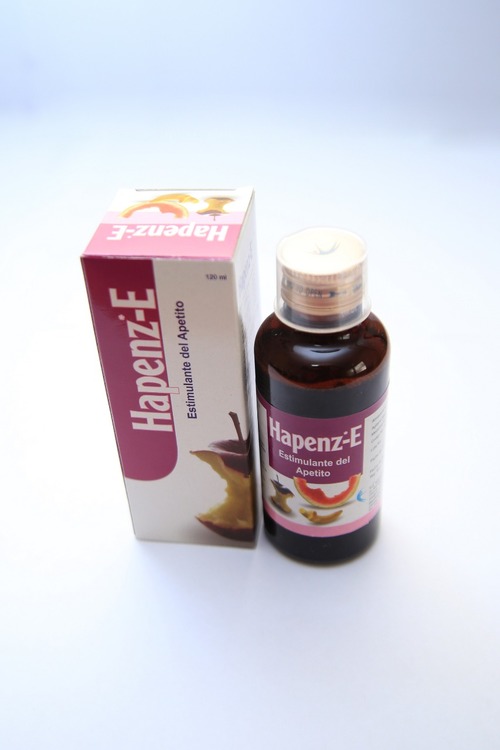 Hapenz-E
120 ml
Hapenz-E
Estimulante del Apetito
Hapenz-E
Estimulante del
Apetito